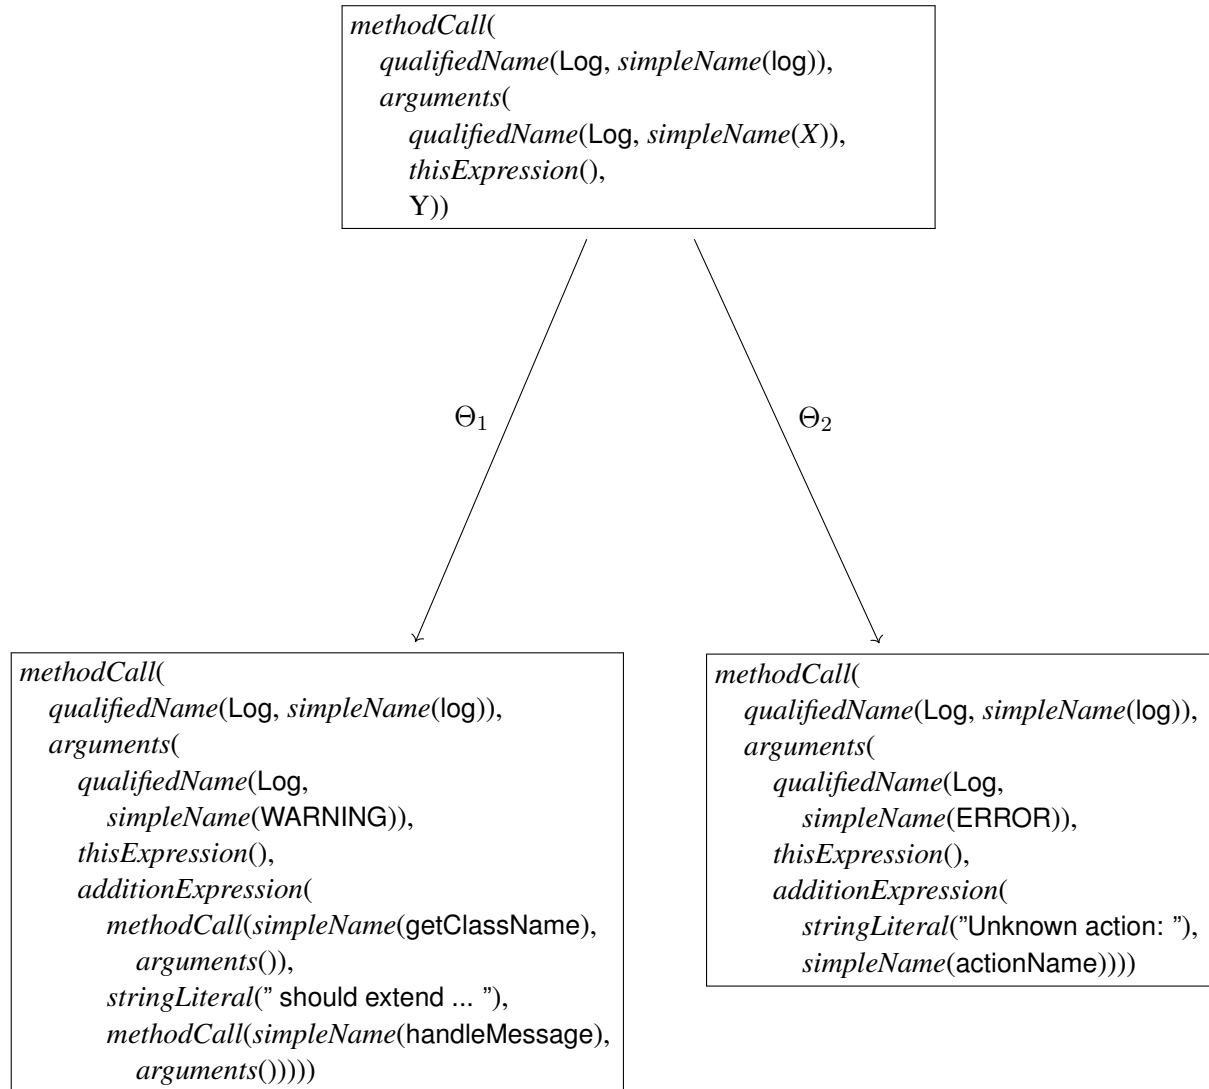 methodCall(
qualifiedName(Log, simpleName(log)),
arguments(
qualifiedName(Log, simpleName(X)),
thisExpression(),
Y))
Θ1
Θ2
methodCall(
qualifiedName(Log, simpleName(log)),
arguments(
qualifiedName(Log,
simpleName(WARNING)),
thisExpression(),
additionExpression(
methodCall(simpleName(getClassName),
arguments()),
stringLiteral(” should extend ... ”),
methodCall(simpleName(handleMessage),
arguments()))))
methodCall(
qualifiedName(Log, simpleName(log)),
arguments(
qualifiedName(Log,
simpleName(ERROR)),
thisExpression(),
additionExpression(
stringLiteral(”Unknown action: ”),
simpleName(actionName))))